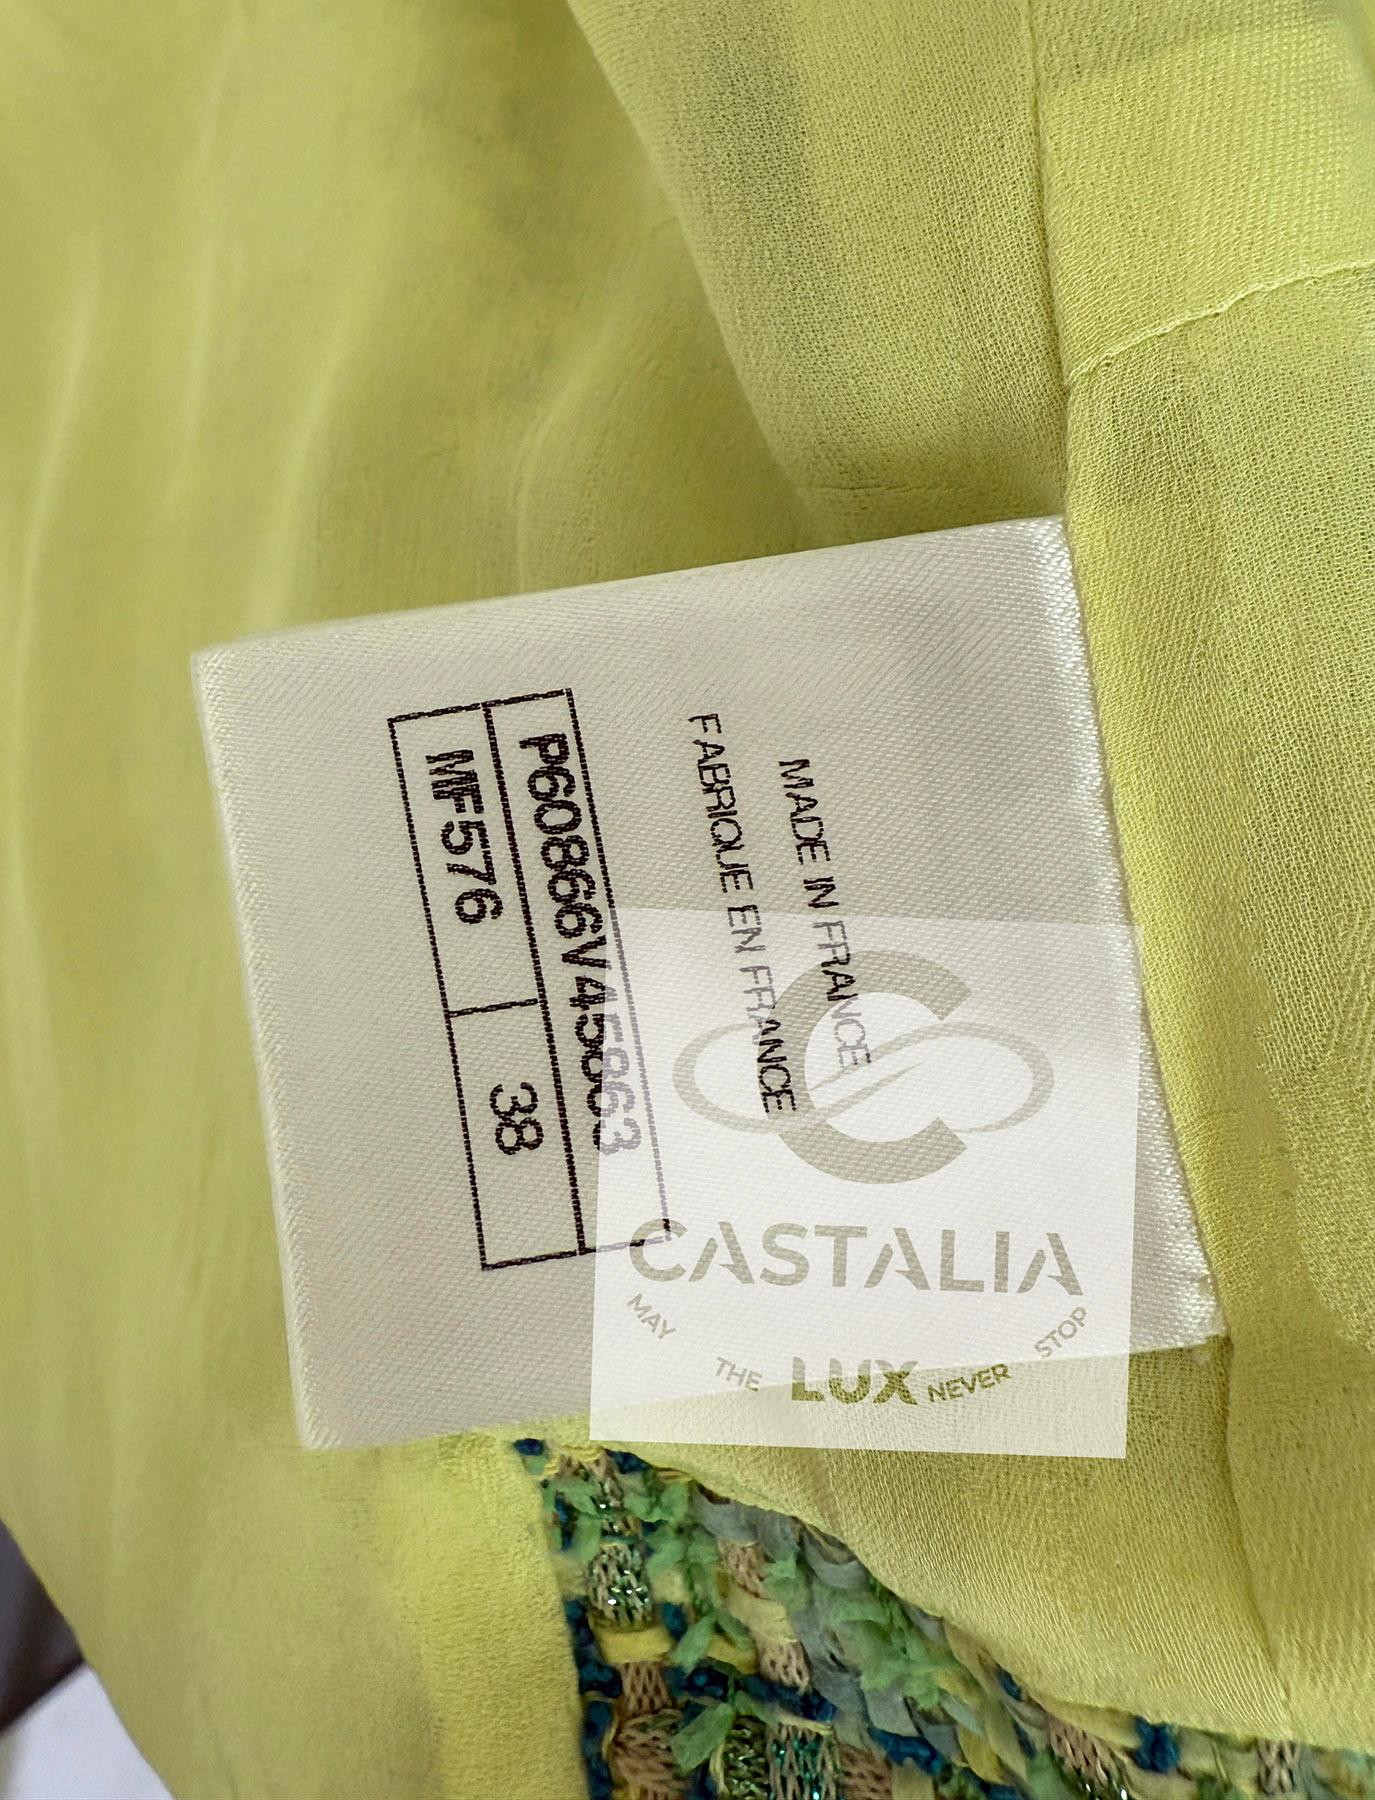 MADE IN FRANCE
FABRIQUE EN FRANCE
P60866V45863
MF576
38
CASTALIA
MAY THE LUX NEVER STOP